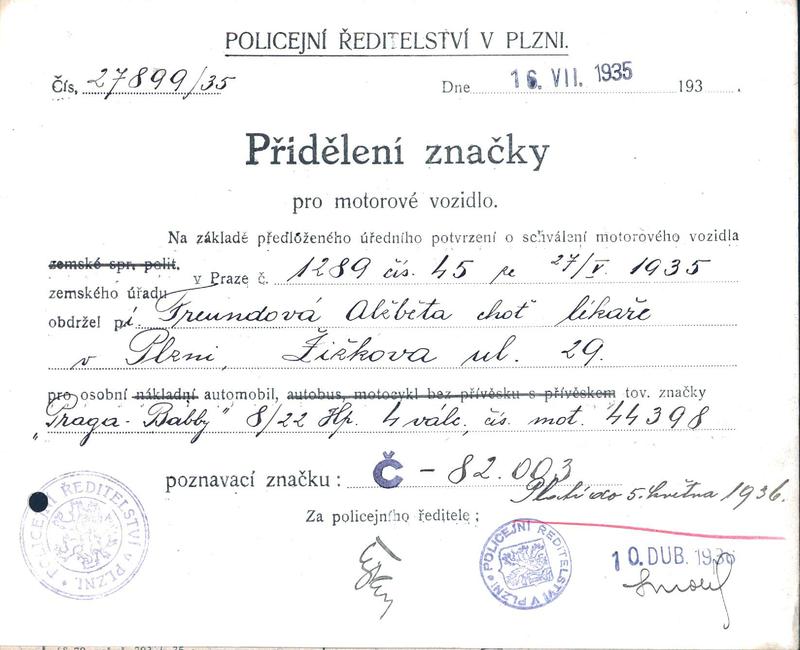 POLICEJNÍ ŘEDITELSTVÍ V PLZNI.
Čís. 27899/35 Dne 16. VII. 1935 193 .
Přidělení značky
pro motorové vozidlo.
Na základě předloženého úředního potvrzení o schválení motorového vozidla
zemské spr. polit. v Praze č. 1289 čís. 45 ze 27/V. 1935
zemského úřadu
obdržel pí. Freundová Alžběta choť lékaře
v Plzni, Žižkova ul. 29.
pro osobní nákladní automobil, autobus, motocykl bez přívěsku s přívěskem tov. značky
„Praga-Babby" 8/22 Hp. 4 válc., čís. mot. 44398
poznavací značku: Č - 82.003
Platí do 5. května 1936.
Za policejního ředitele:
POLICEJNÍ ŘEDITELSTVÍ V PLZNI
POLICEJNÍ ŘEDITELSTVÍ V PLZNI
10. DUB. 1936